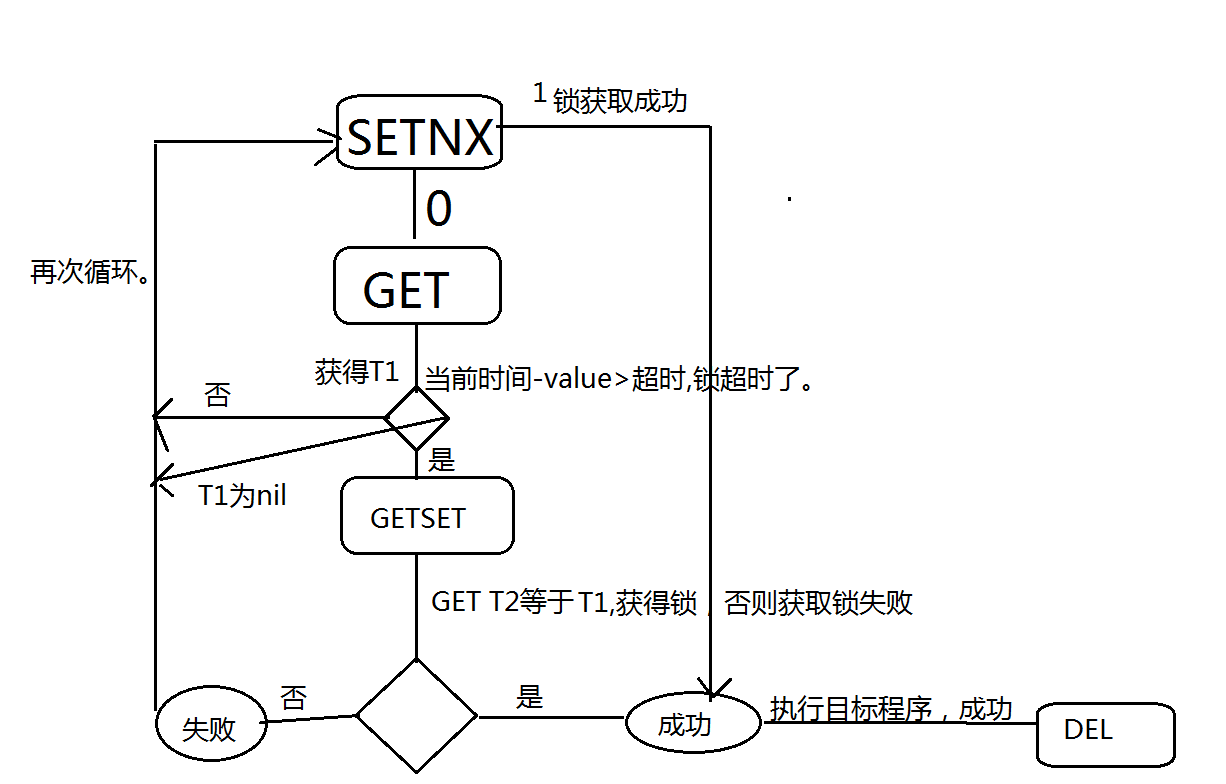 1 锁获取成功
SETNX
0
再次循环。
GET
获得T1
当前时间-value>超时,锁超时了。
否
是
T1为nil
GETSET
GET T2等于T1,获得锁，否则获取锁失败
否
是
失败
成功
执行目标程序，成功
DEL